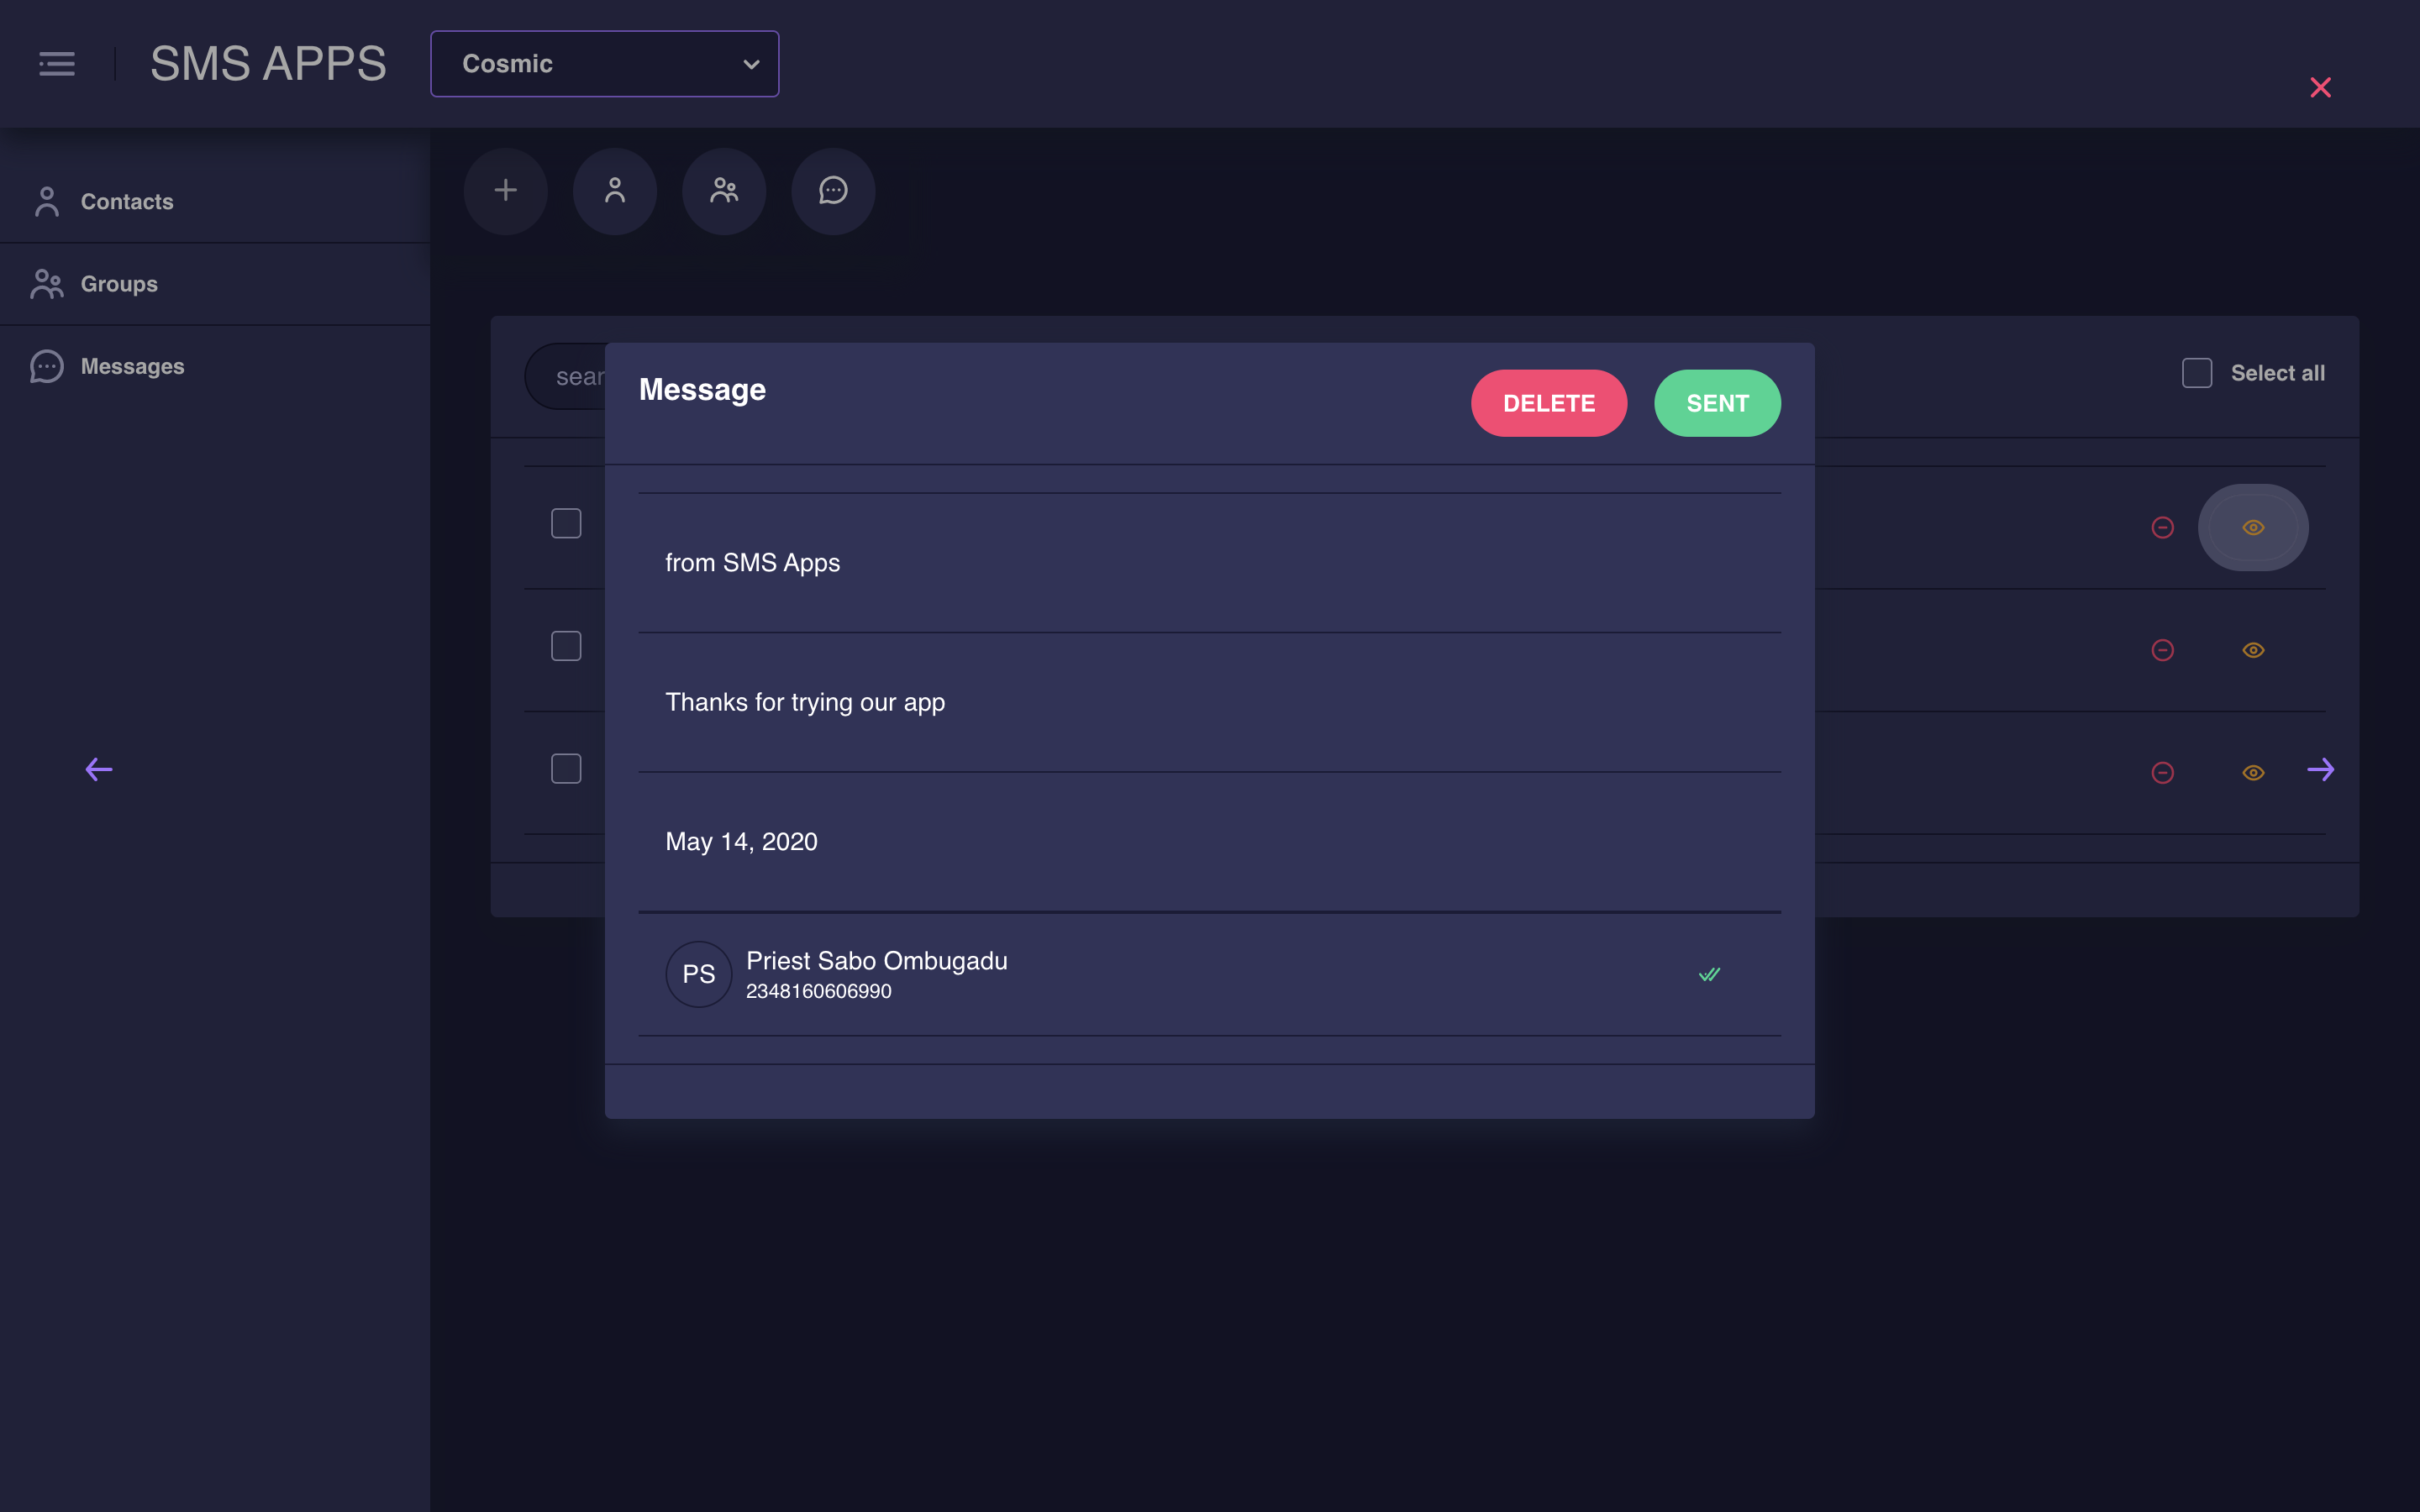 SMS APPS
Cosmic
Contacts
Groups
Messages
sear
Select all
Message
DELETE
SENT
from SMS Apps
Thanks for trying our app
May 14, 2020
PS
Priest Sabo Ombugadu
2348160606990